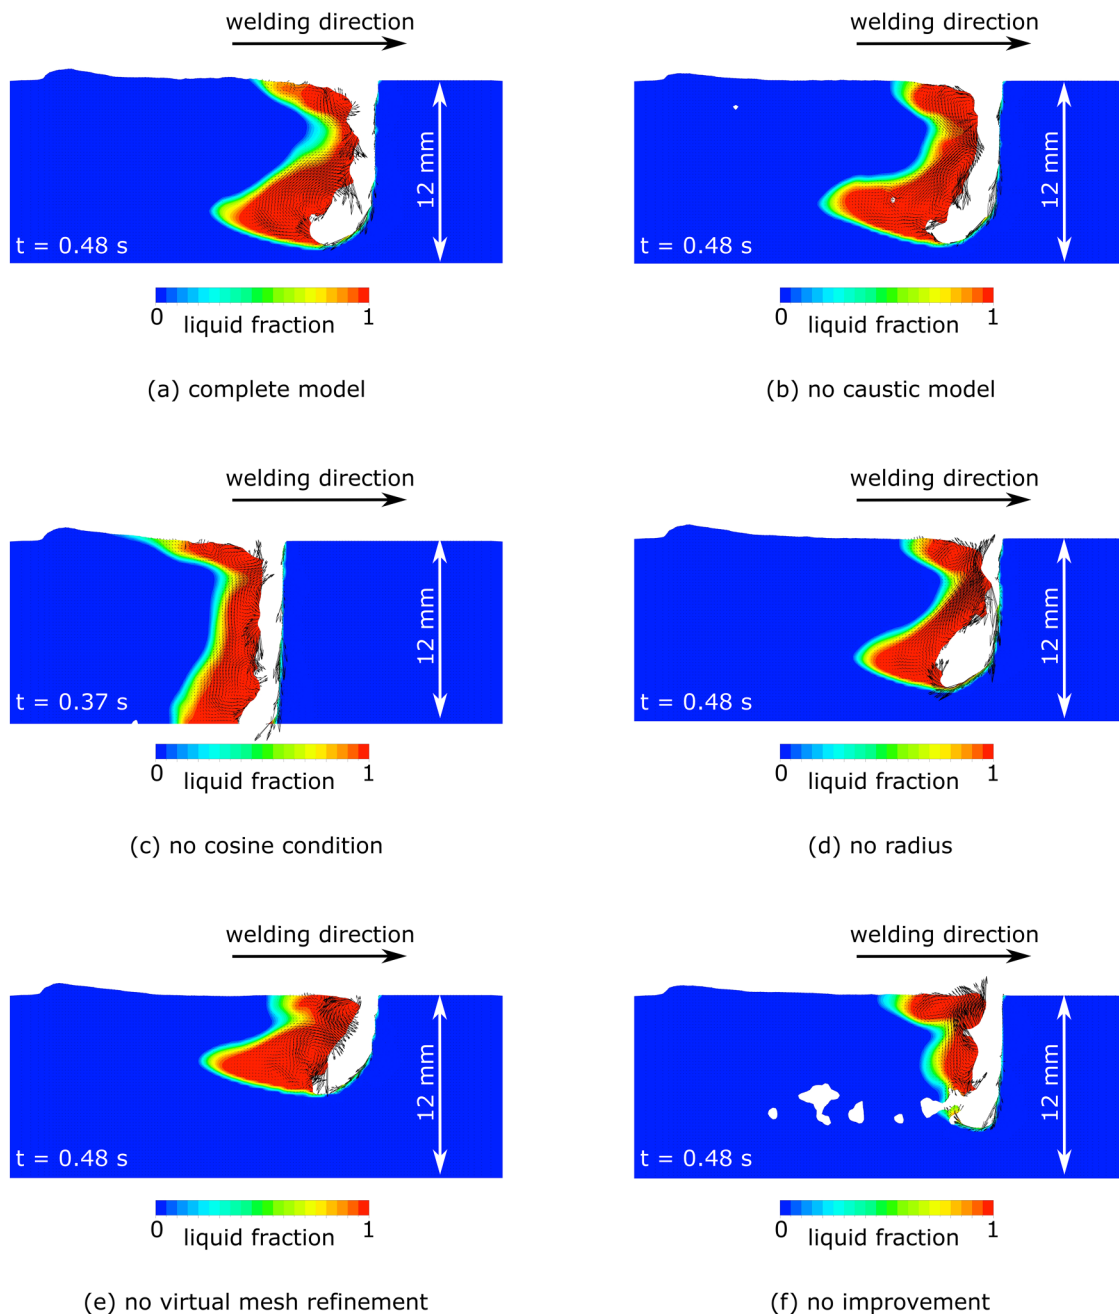 welding direction
12 mm
t = 0.48 s
0 1
liquid fraction
(a) complete model
welding direction
12 mm
t = 0.48 s
0 1
liquid fraction
(b) no caustic model
welding direction
12 mm
t = 0.37 s
0 1
liquid fraction
(c) no cosine condition
welding direction
12 mm
t = 0.48 s
0 1
liquid fraction
(d) no radius
welding direction
12 mm
t = 0.48 s
0 1
liquid fraction
(e) no virtual mesh refinement
welding direction
12 mm
t = 0.48 s
0 1
liquid fraction
(f) no improvement